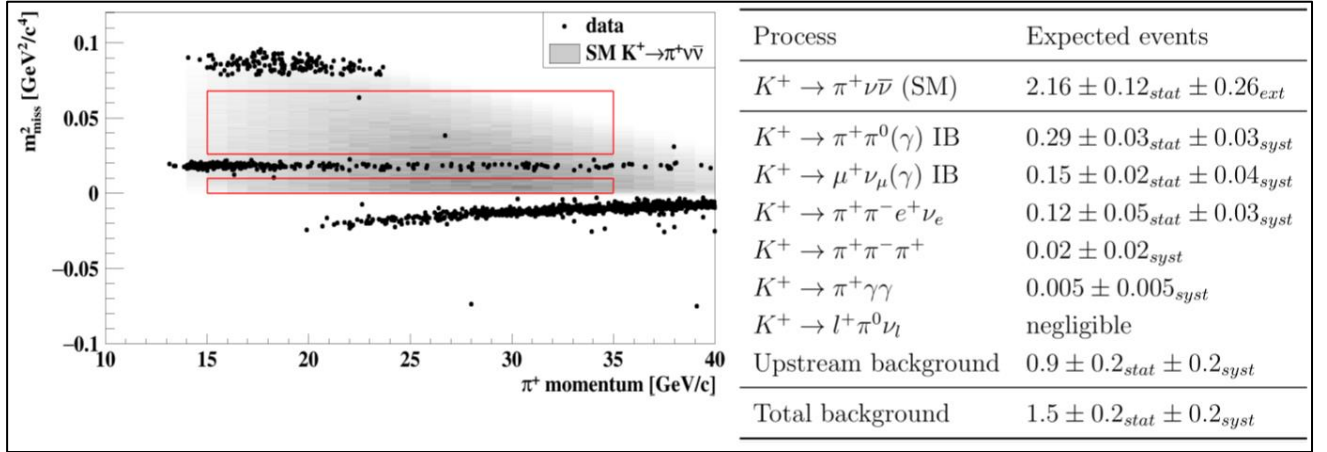 m²miss [GeV²/c⁴]
0.1
0.05
0
−0.05
−0.1
data
SM K⁺→π⁺νν̅
10 15 20 25 30 35 40
π⁺ momentum [GeV/c]
Process Expected events
K⁺ → π⁺νν̅ (SM) 2.16 ± 0.12stat ± 0.26ext
K⁺ → π⁺π⁰(γ) IB 0.29 ± 0.03stat ± 0.03syst
K⁺ → μ⁺νμ(γ) IB 0.15 ± 0.02stat ± 0.04syst
K⁺ → π⁺π⁻e⁺νe 0.12 ± 0.05stat ± 0.03syst
K⁺ → π⁺π⁻π⁺ 0.02 ± 0.02syst
K⁺ → π⁺γγ 0.005 ± 0.005syst
K⁺ → l⁺π⁰νl negligible
Upstream background 0.9 ± 0.2stat ± 0.2syst
Total background 1.5 ± 0.2stat ± 0.2syst